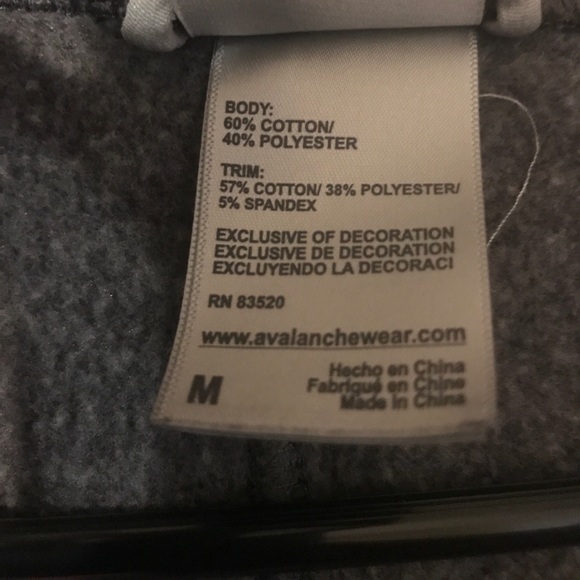 BODY:
60% COTTON/
40% POLYESTER
TRIM:
57% COTTON/ 38% POLYESTER/
5% SPANDEX
EXCLUSIVE OF DECORATION
EXCLUSIVE DE DECORATION
EXCLUYENDO LA DECORACI
RN 83520
www.avalanchewear.com
M
Hecho en China
Fabriqué en Chine
Made in China